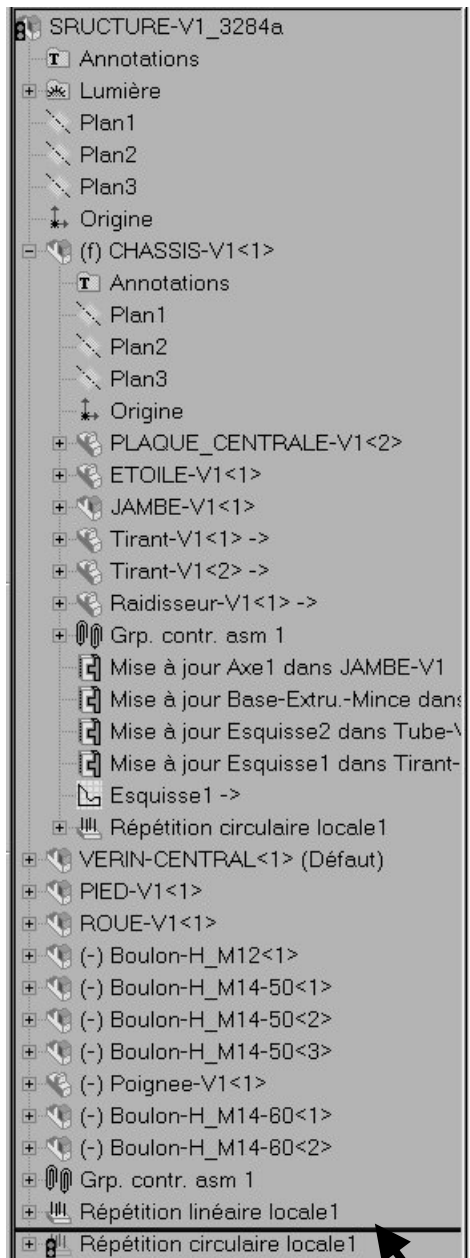 SRUCTURE-V1_3284a
Annotations
Lumière
Plan1
Plan2
Plan3
Origine
(f) CHASSIS-V1<1>
Annotations
Plan1
Plan2
Plan3
Origine
PLAQUE_CENTRALE-V1<2>
ETOILE-V1<1>
JAMBE-V1<1>
Tirant-V1<1> ->
Tirant-V1<2> ->
Raidisseur-V1<1> ->
Grp. contr. asm 1
Mise à jour Axe1 dans JAMBE-V1
Mise à jour Base-Extru.-Mince dans
Mise à jour Esquisse2 dans Tube-
Mise à jour Esquisse1 dans Tirant-
Esquisse1 ->
Répétition circulaire locale1
VERIN-CENTRAL<1> (Défaut)
PIED-V1<1>
ROUE-V1<1>
(-) Boulon-H_M12<1>
(-) Boulon-H_M14-50<1>
(-) Boulon-H_M14-50<2>
(-) Boulon-H_M14-50<3>
(-) Poignee-V1<1>
(-) Boulon-H_M14-60<1>
(-) Boulon-H_M14-60<2>
Grp. contr. asm 1
Répétition linéaire locale1
Répétition circulaire locale1